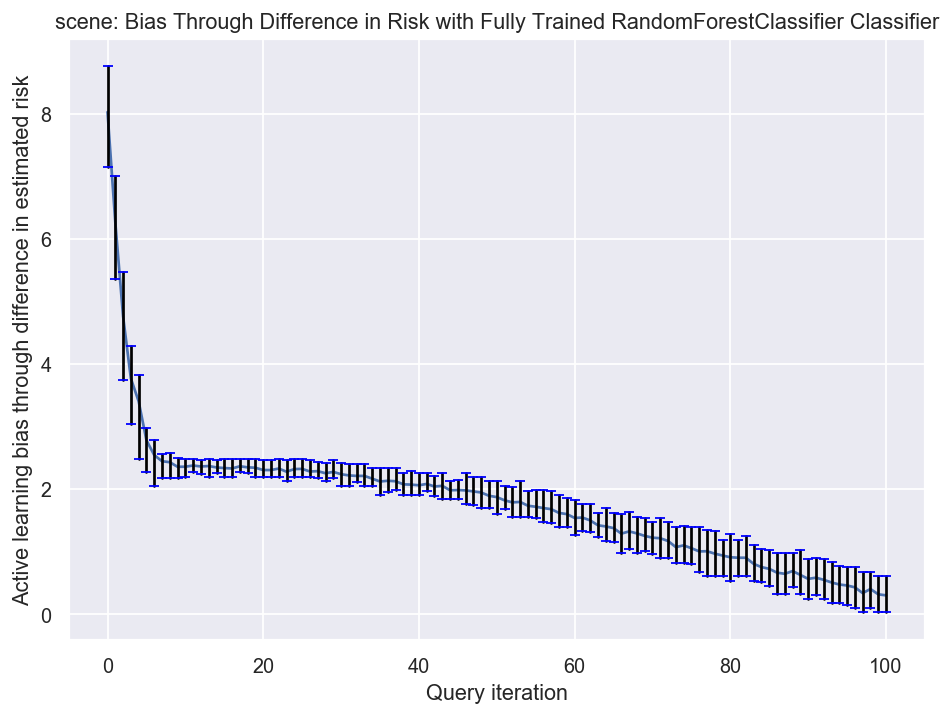 scene: Bias Through Difference in Risk with Fully Trained RandomForestClassifier Classifier
Active learning bias through difference in estimated risk
8
6
4
2
0
0 20 40 60 80 100
Query iteration